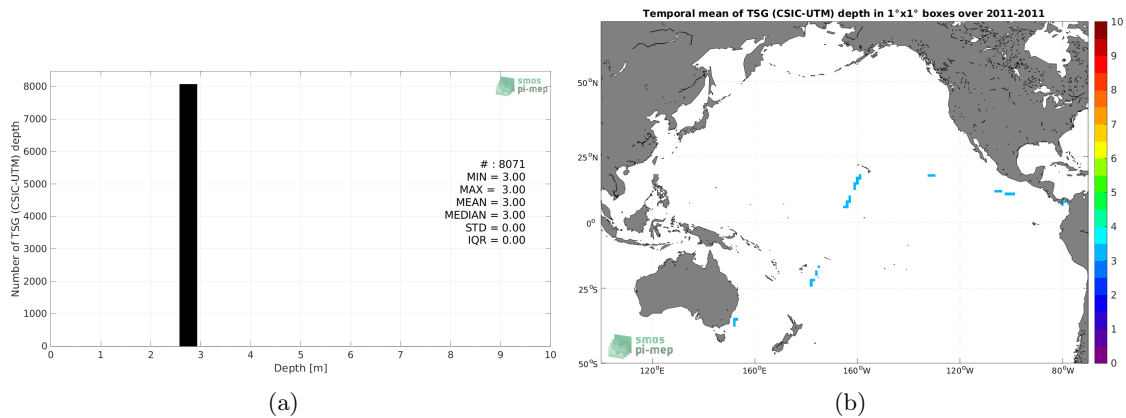 8000
7000
6000
5000
4000
3000
2000
1000
0
Number of TSG (CSIC-UTM) depth
0 1 2 3 4 5 6 7 8 9 10
Depth [m]
smos
pi-mep
# : 8071
MIN = 3.00
MAX = 3.00
MEAN = 3.00
MEDIAN = 3.00
STD = 0.00
IQR = 0.00
(a)
Temporal mean of TSG (CSIC-UTM) depth in 1°x1° boxes over 2011-2011
50°N
25°N
0°
25°S
50°S
120°E 160°E 160°W 120°W 80°W
smos
pi-mep
10
9
8
7
6
5
4
3
2
1
0
(b)